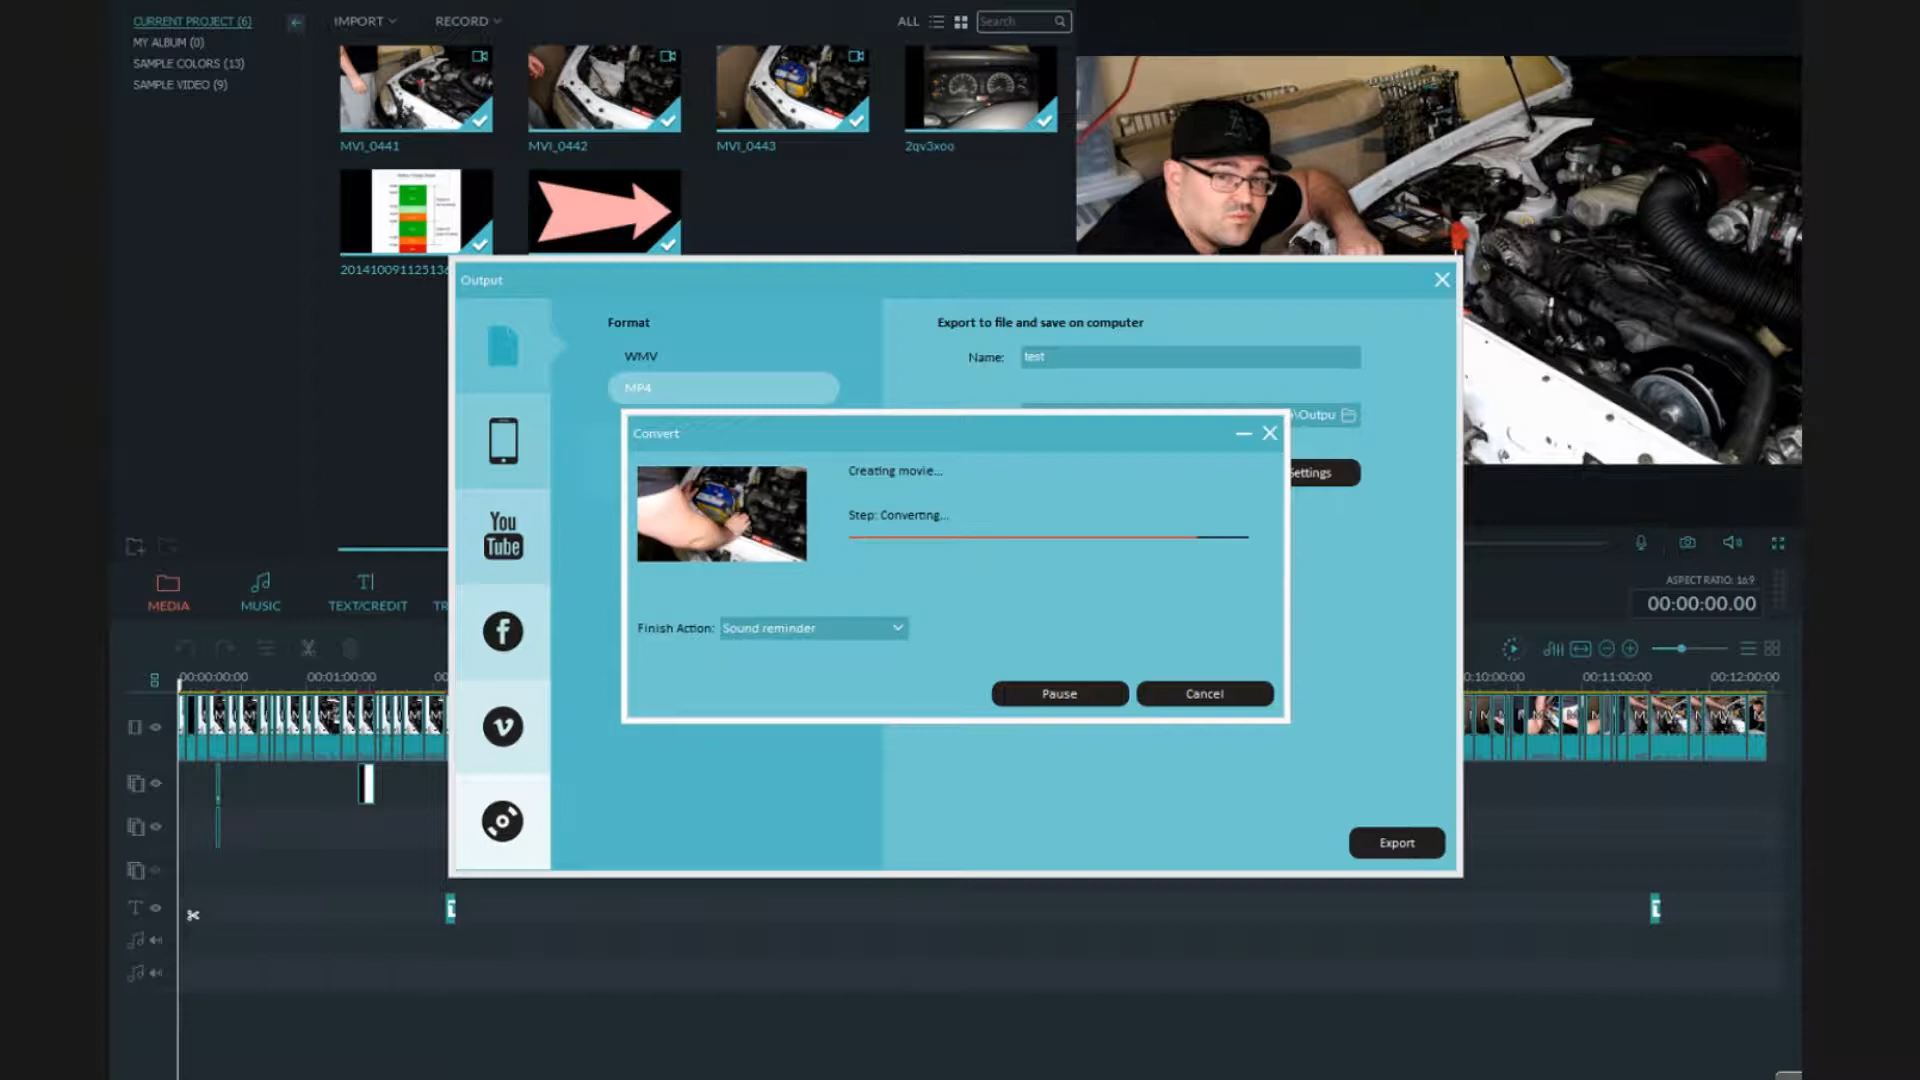 CURRENT PROJECT (6)
MY ALBUM (0)
SAMPLE COLORS (13)
SAMPLE VIDEO (9)
IMPORT
RECORD
ALL
Search
MVI_0441
MVI_0442
MVI_0443
2qv3xoo
201410091125136
Output
Format
WMV
MP4
Export to file and save on computer
Name:
test
\Outpu
Settings
Convert
Creating movie...
Step: Converting...
Finish Action:
Sound reminder
Pause
Cancel
You
Tube
Export
MEDIA
MUSIC
TEXT/CREDIT
TR
ASPECT RATIO: 16:9
00:00:00.00
00:00:00:00
00:01:00:00
00
0:10:00:00
00:11:00:00
00:12:00:00